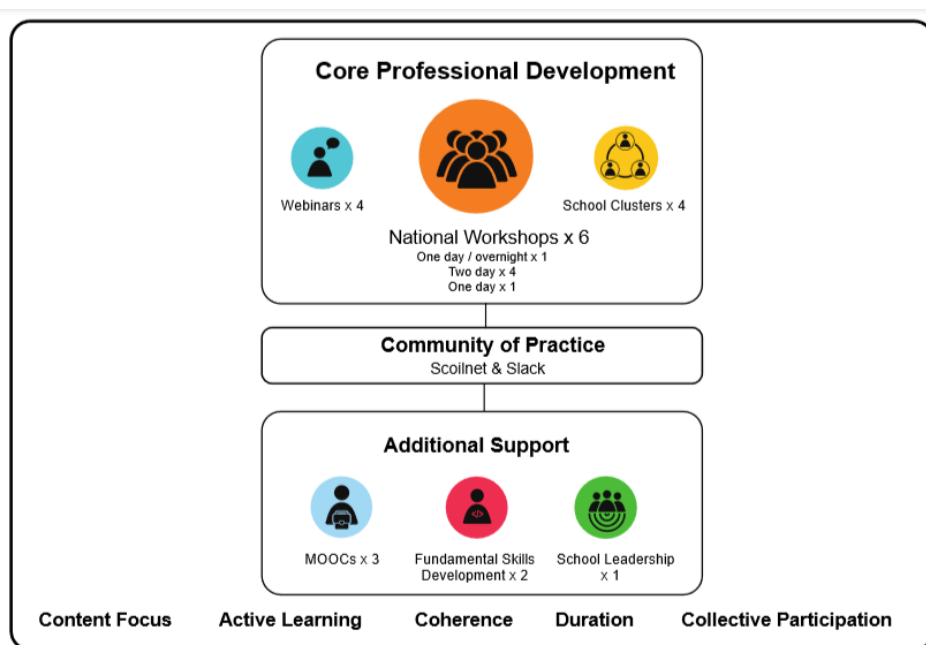 Core Professional Development
Webinars x 4
School Clusters x 4
National Workshops x 6
One day / overnight x 1
Two day x 4
One day x 1
Community of Practice
Scoilnet & Slack
Additional Support
MOOCs x 3
Fundamental Skills
Development x 2
School Leadership
x 1
Content Focus
Active Learning
Coherence
Duration
Collective Participation